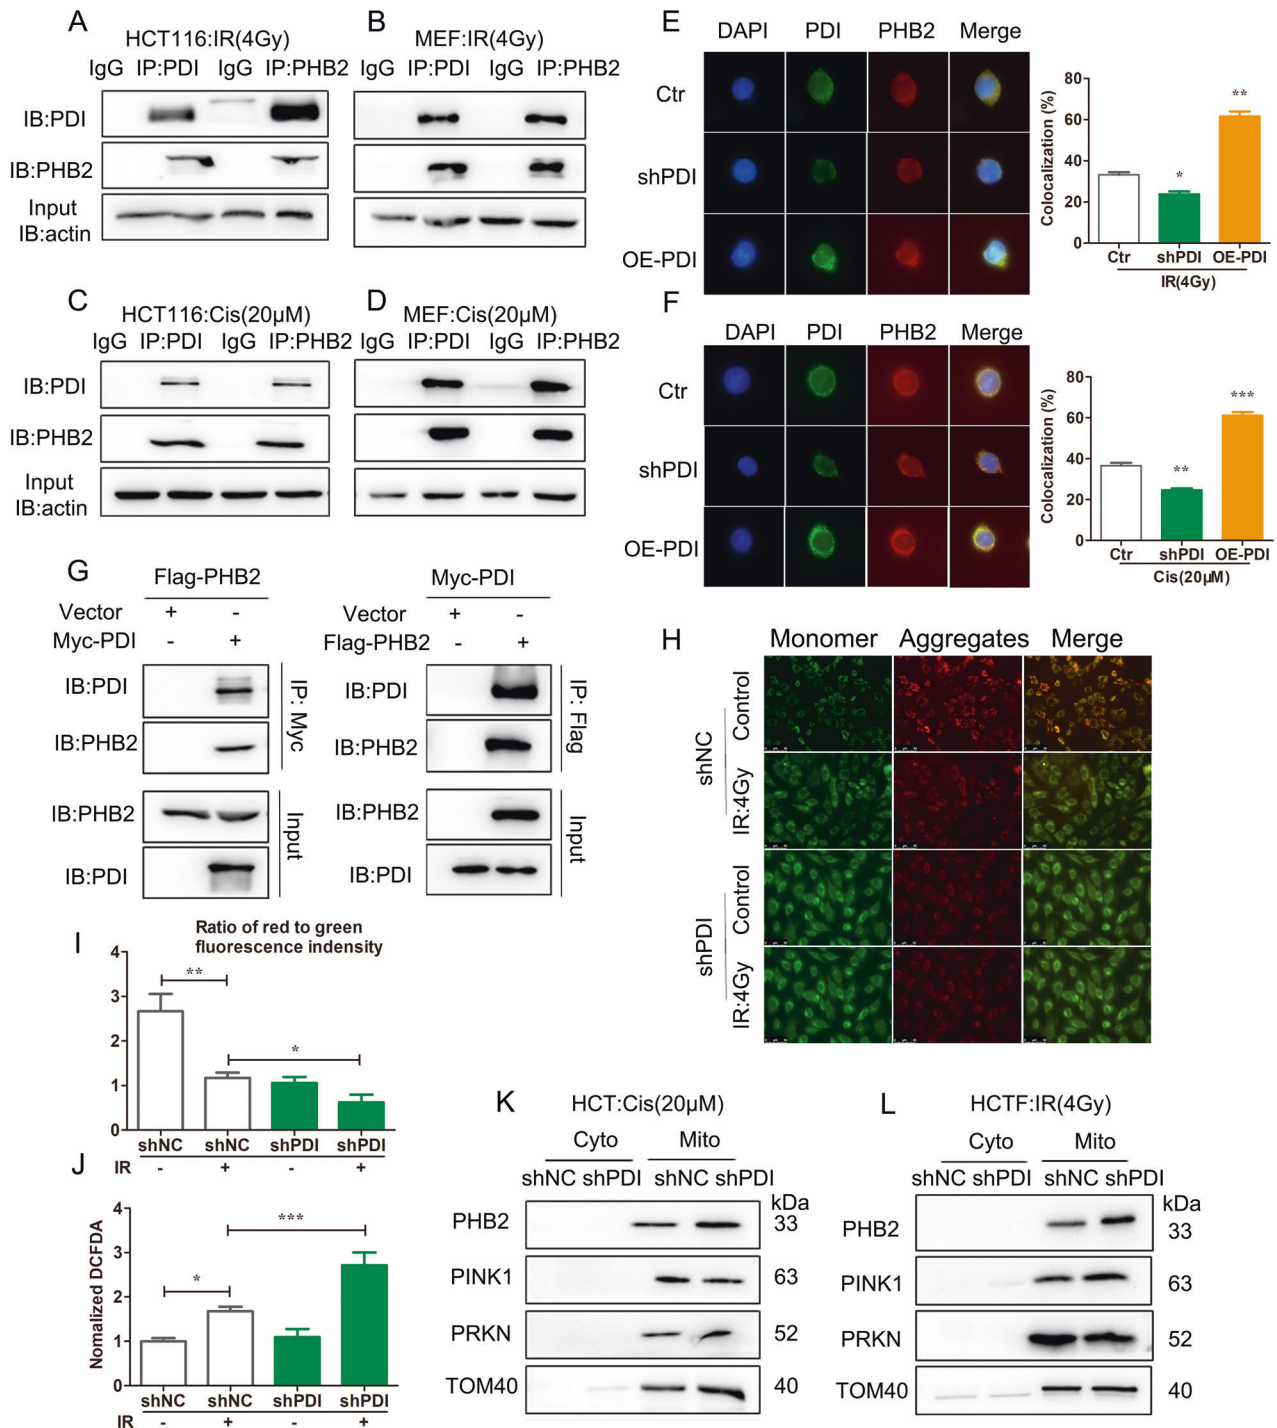 A
HCT116:IR(4Gy)
IgG IP:PDI IgG IP:PHB2
IB:PDI
IB:PHB2
Input
IB:actin
B
MEF:IR(4Gy)
IgG IP:PDI IgG IP:PHB2
C
HCT116:Cis(20µM)
IgG IP:PDI IgG IP:PHB2
IB:PDI
IB:PHB2
Input
IB:actin
D
MEF:Cis(20µM)
IgG IP:PDI IgG IP:PHB2
E
DAPI PDI PHB2 Merge
Ctr
shPDI
OE-PDI
Colocalization (%)
80
60
40
20
0
*
**
Ctr shPDI OE-PDI
IR(4Gy)
F
DAPI PDI PHB2 Merge
Ctr
shPDI
OE-PDI
Colocalization (%)
80
60
40
20
0
**
***
Ctr shPDI OE-PDI
Cis(20µM)
G
Flag-PHB2
Vector + -
Myc-PDI - +
IB:PDI
IB:PHB2
IP: Myc
IB:PHB2
IB:PDI
Input
Myc-PDI
Vector + -
Flag-PHB2 - +
IB:PDI
IB:PHB2
IP: Flag
IB:PHB2
IB:PDI
Input
H
Monomer Aggregates Merge
shNC
Control
IR:4Gy
shPDI
Control
IR:4Gy
I
Ratio of red to green
fluorescence indensity
4
3
2
1
0
**
*
shNC shNC shPDI shPDI
IR - + - +
J
Normalized DCFDA
4
3
2
1
0
*
***
shNC shNC shPDI shPDI
IR - + - +
K
HCT:Cis(20µM)
Cyto Mito
shNC shPDI shNC shPDI
kDa
PHB2 33
PINK1 63
PRKN 52
TOM40 40
L
HCTF:IR(4Gy)
Cyto Mito
shNC shPDI shNC shPDI
kDa
PHB2 33
PINK1 63
PRKN 52
TOM40 40